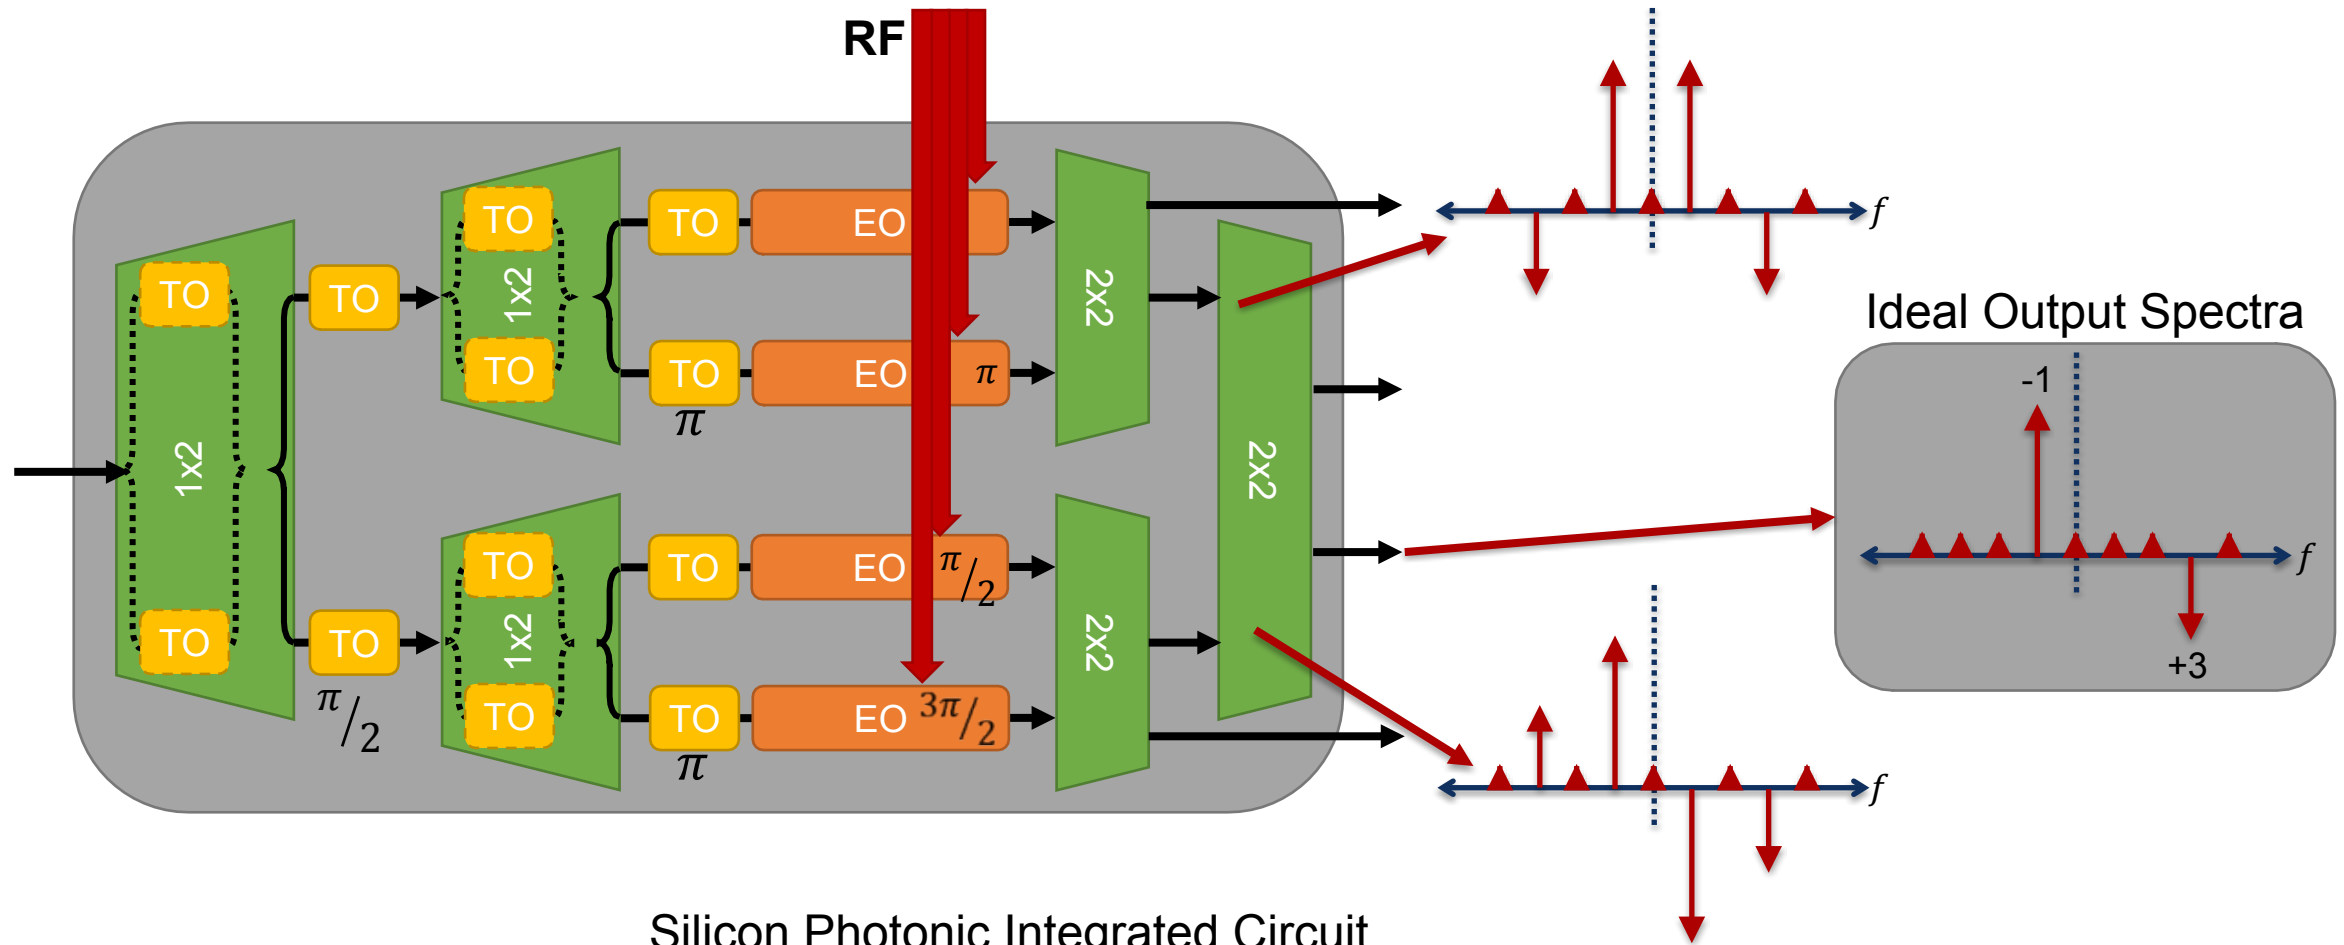 RF
TO
TO
1x2
TO
TO
π/2
TO
TO
1x2
TO
TO
1x2
TO
EO
TO
EO
π
π
TO
EO
π/2
TO
EO
3π/2
π
2x2
2x2
2x2
f
Ideal Output Spectra
-1
f
+3
f
Silicon Photonic Integrated Circuit